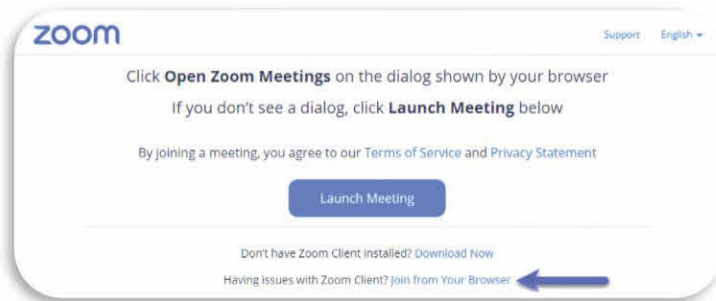 zoom
Support English
Click Open Zoom Meetings on the dialog shown by your browser
If you don't see a dialog, click Launch Meeting below
By joining a meeting, you agree to our Terms of Service and Privacy Statement
Launch Meeting
Don't have Zoom Client installed? Download Now
Having issues with Zoom Client? Join from Your Browser